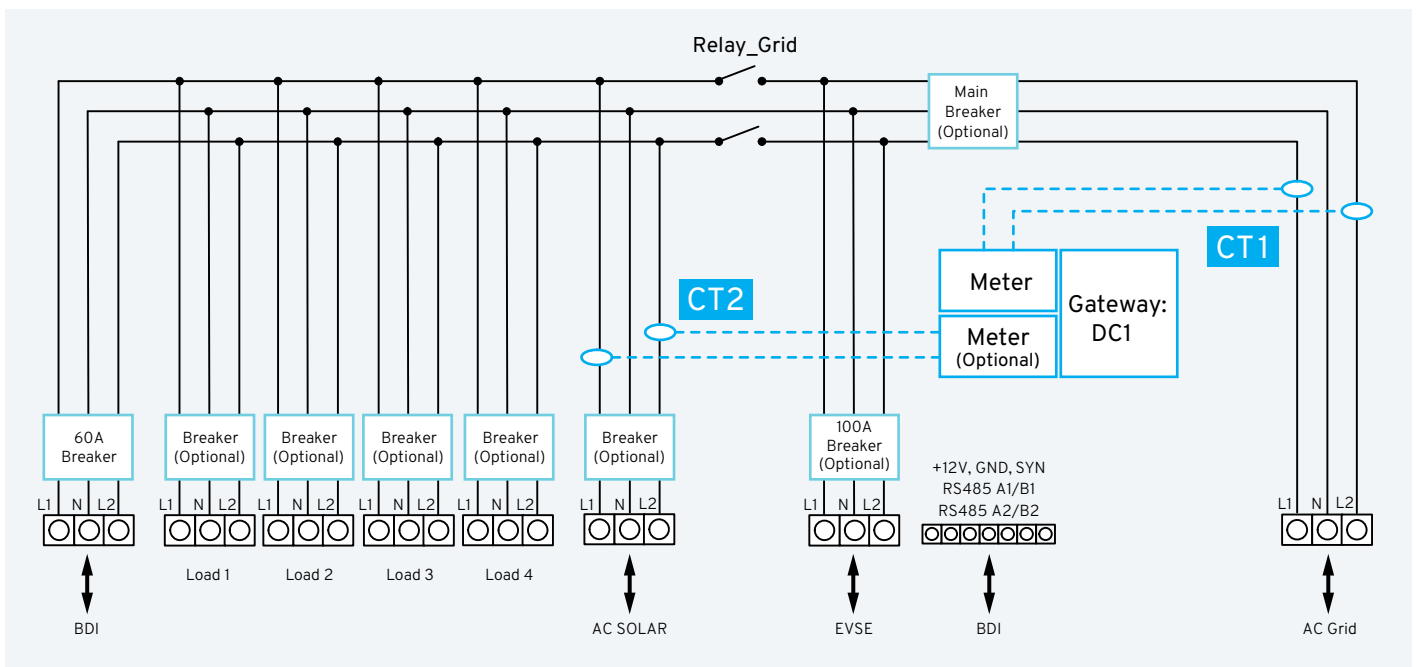 Relay_Grid
Main
Breaker
(Optional)
CT1
Meter
Gateway:
DC1
CT2
Meter
(Optional)
60A
Breaker
Breaker
(Optional)
Breaker
(Optional)
Breaker
(Optional)
Breaker
(Optional)
Breaker
(Optional)
100A
Breaker
(Optional)
+12V, GND, SYN
RS485 A1/B1
RS485 A2/B2
L1 N L2
L1 N L2
L1 N L2
L1 N L2
L1 N L2
L1 N L2
L1 N L2
L1 N L2
Load 1
Load 2
Load 3
Load 4
BDI
AC SOLAR
EVSE
BDI
AC Grid